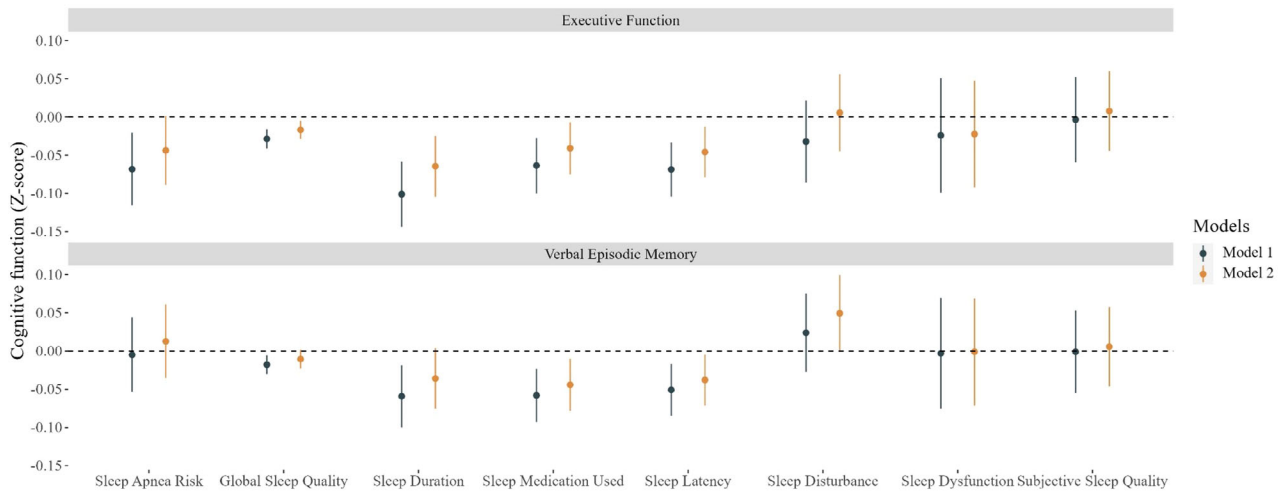 Executive Function
0.10
0.05
0.00
-0.05
-0.10
-0.15
Cognitive function (Z-score)
Verbal Episodic Memory
0.10
0.05
0.00
-0.05
-0.10
-0.15
Sleep Apnea Risk Global Sleep Quality Sleep Duration Sleep Medication Used Sleep Latency Sleep Disturbance Sleep Dysfunction Subjective Sleep Quality
Models
Model 1
Model 2